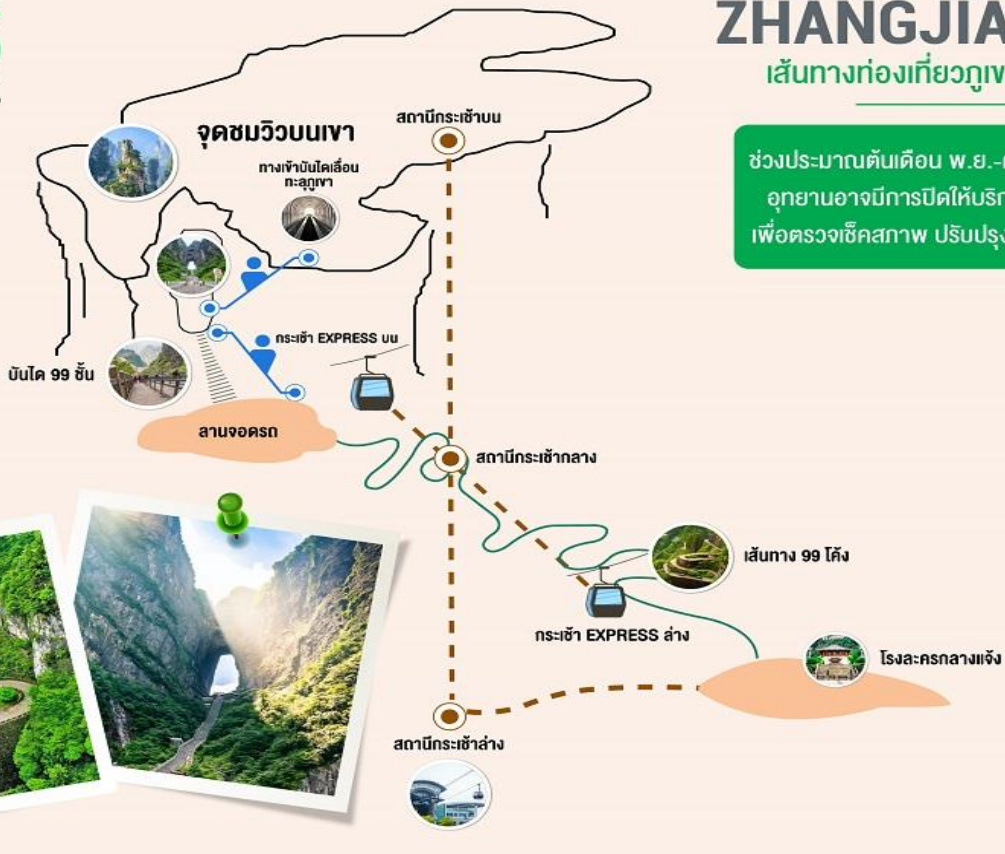 ZHANGJIA
เส้นทางท่องเที่ยวภูเข
ช่วงประมาณต้นเดือน พ.ย.-
อุทยานอาจมีการปิดให้บริก
เพื่อตรวจเช็คสภาพ ปรับปรุง
สถานีกระเช้าบน
จุดชมวิวบนเขา
ทางเข้าบันไดเลื่อน
ทะลุภูเขา
กระเช้า EXPRESS บน
บันได 99 ชั้น
ลานจอดรถ
สถานีกระเช้ากลาง
เส้นทาง 99 โค้ง
กระเช้า EXPRESS ล่าง
โรงละครกลางแจ้ง
สถานีกระเช้าล่าง